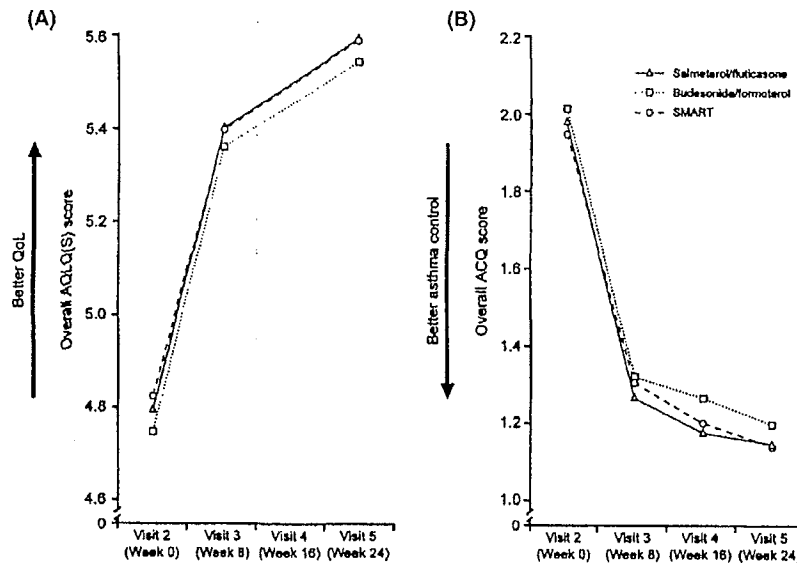 (A)
Better QoL
Overall AQLQ(S) score
5.6
5.4
5.2
5.0
4.8
4.6
0
Visit 2 Visit 3 Visit 4 Visit 5
(Week 0) (Week 8) (Week 16) (Week 24)
(B)
Better asthma control
Overall ACQ score
2.2
2.0
1.8
1.6
1.4
1.2
1.0
0
Salmeterol/fluticasone
Budesonide/formoterol
SMART
Visit 2 Visit 3 Visit 4 Visit 5
(Week 0) (Week 8) (Week 16) (Week 24)